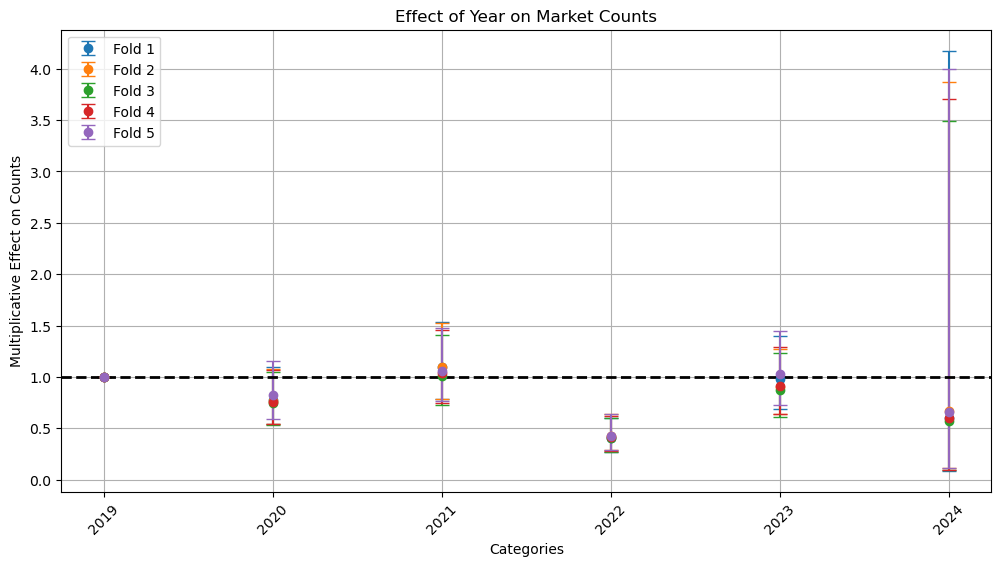 Effect of Year on Market Counts
Fold 1
Fold 2
Fold 3
Fold 4
Fold 5
Multiplicative Effect on Counts
4.0
3.5
3.0
2.5
2.0
1.5
1.0
0.5
0.0
2019
2020
2021
2022
2023
2024
Categories